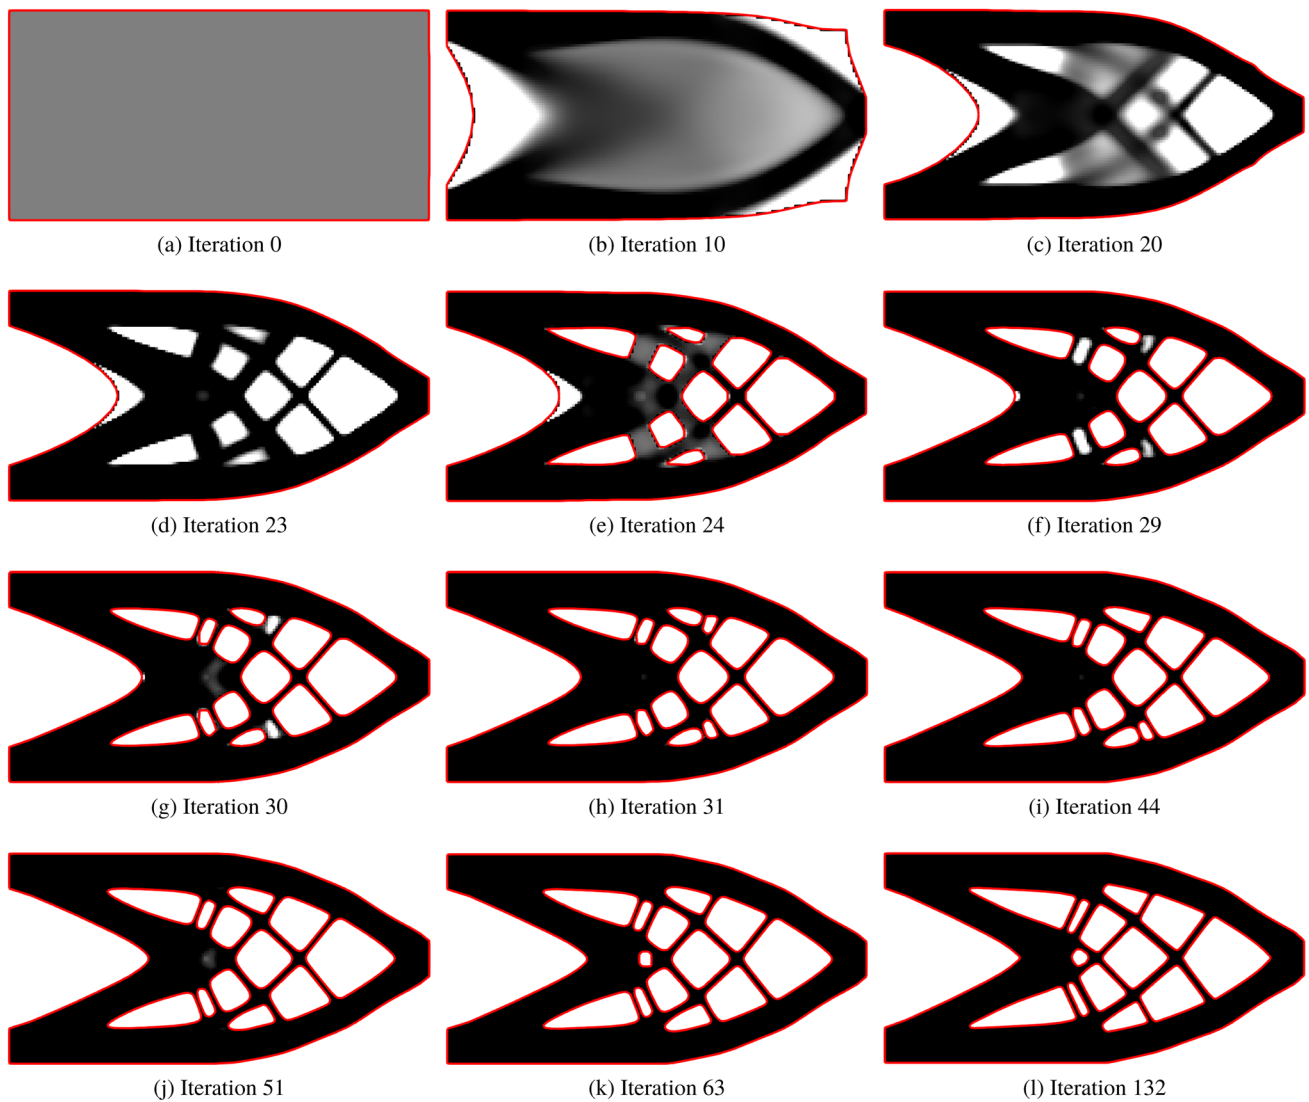 (a) Iteration 0
(b) Iteration 10
(c) Iteration 20
(d) Iteration 23
(e) Iteration 24
(f) Iteration 29
(g) Iteration 30
(h) Iteration 31
(i) Iteration 44
(j) Iteration 51
(k) Iteration 63
(l) Iteration 132